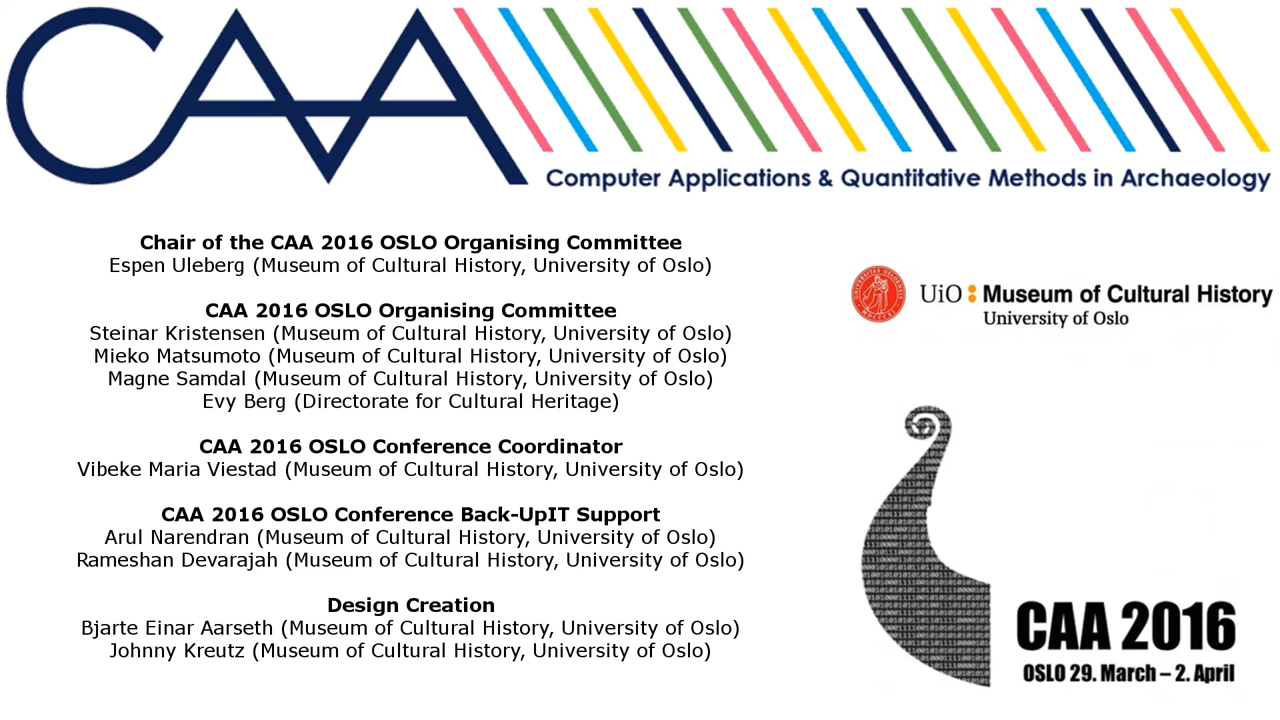 CAA
Computer Applications & Quantitative Methods in Archaeology
Chair of the CAA 2016 OSLO Organising Committee
Espen Uleberg (Museum of Cultural History, University of Oslo)
CAA 2016 OSLO Organising Committee
Steinar Kristensen (Museum of Cultural History, University of Oslo)
Mieko Matsumoto (Museum of Cultural History, University of Oslo)
Magne Samdal (Museum of Cultural History, University of Oslo)
Evy Berg (Directorate for Cultural Heritage)
CAA 2016 OSLO Conference Coordinator
Vibeke Maria Viestad (Museum of Cultural History, University of Oslo)
CAA 2016 OSLO Conference Back-UpIT Support
Arul Narendran (Museum of Cultural History, University of Oslo)
Rameshan Devarajah (Museum of Cultural History, University of Oslo)
Design Creation
Bjarte Einar Aarseth (Museum of Cultural History, University of Oslo)
Johnny Kreutz (Museum of Cultural History, University of Oslo)
UNIVERSITAS OSLOENSIS
MDCCCXI
UiO : Museum of Cultural History
University of Oslo
CAA 2016
OSLO 29. March – 2. April